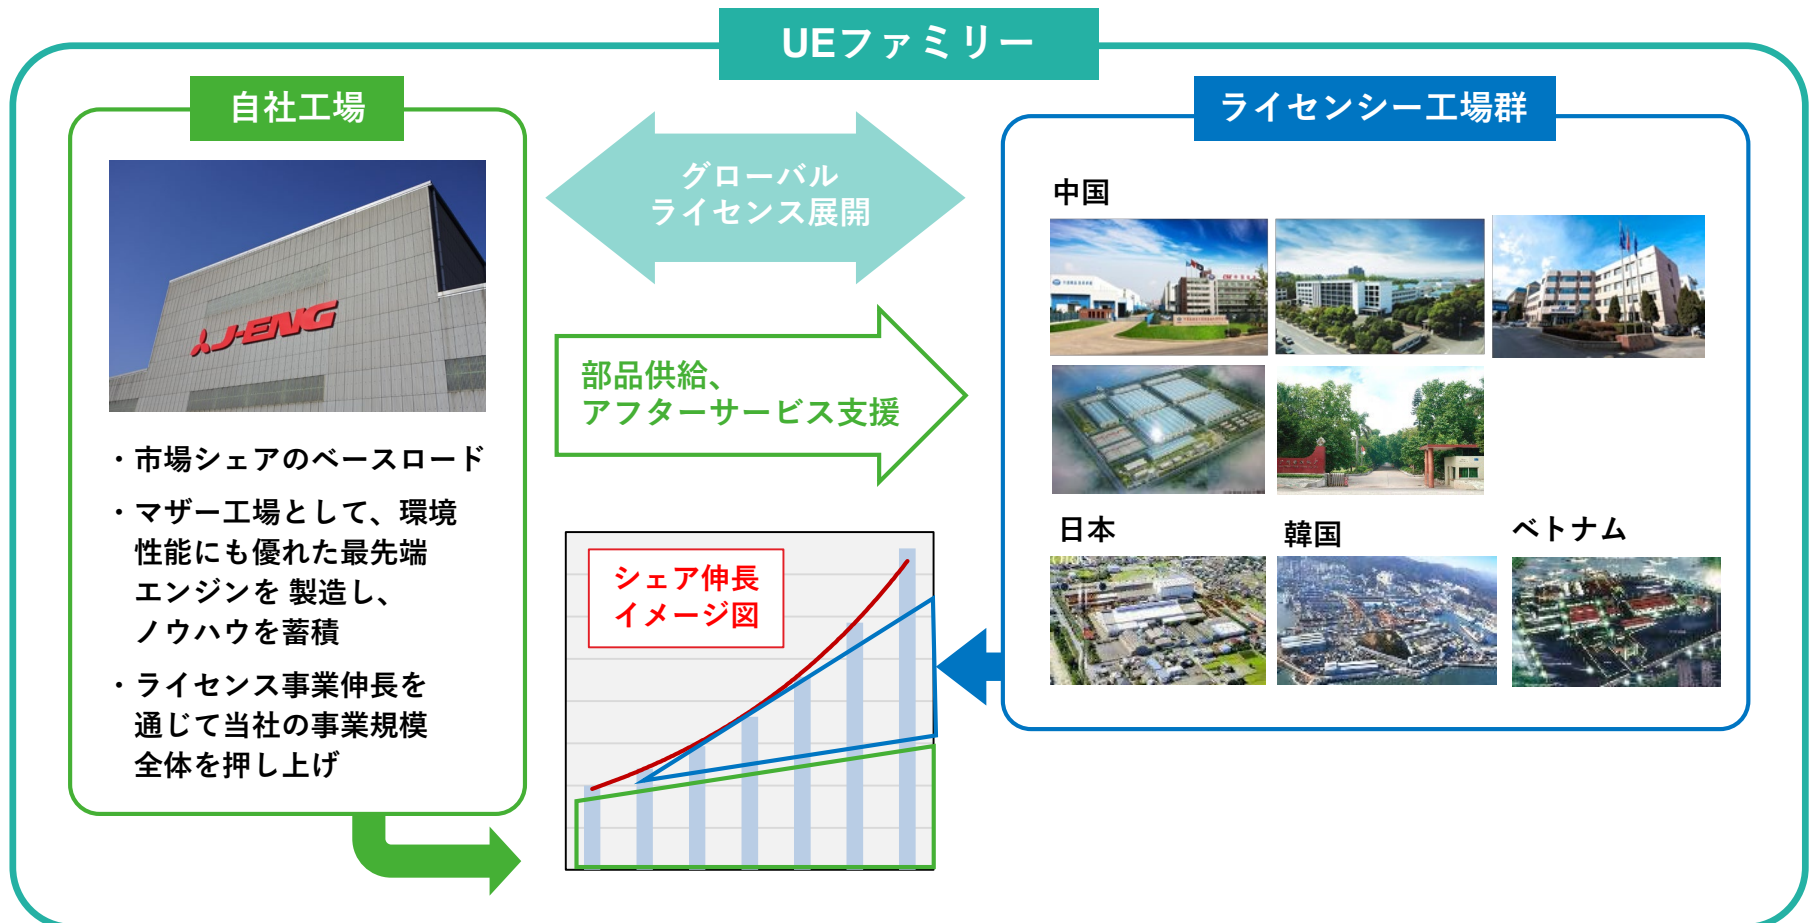 UEファミリー
自社工場
J-ENG
・市場シェアのベースロード
・マザー工場として、環境
性能にも優れた最先端
エンジンを 製造し、
ノウハウを蓄積
・ライセンス事業伸長を
通じて当社の事業規模
全体を押し上げ
グローバル
ライセンス展開
部品供給、
アフターサービス支援
シェア伸長
イメージ図
ライセンシー工場群
中国
日本
韓国
ベトナム